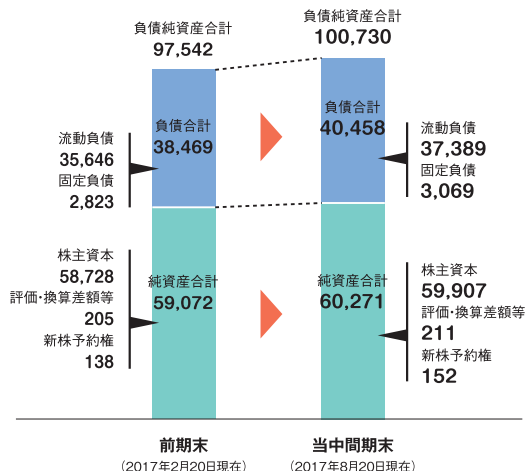 負債純資産合計
97,542
負債合計
38,469
流動負債
35,646
固定負債
2,823
純資産合計
59,072
株主資本
58,728
評価・換算差額等
205
新株予約権
138
前期末
（2017年2月20日現在）
負債純資産合計
100,730
負債合計
40,458
流動負債
37,389
固定負債
3,069
純資産合計
60,271
株主資本
59,907
評価・換算差額等
211
新株予約権
152
当中間期末
（2017年8月20日現在）